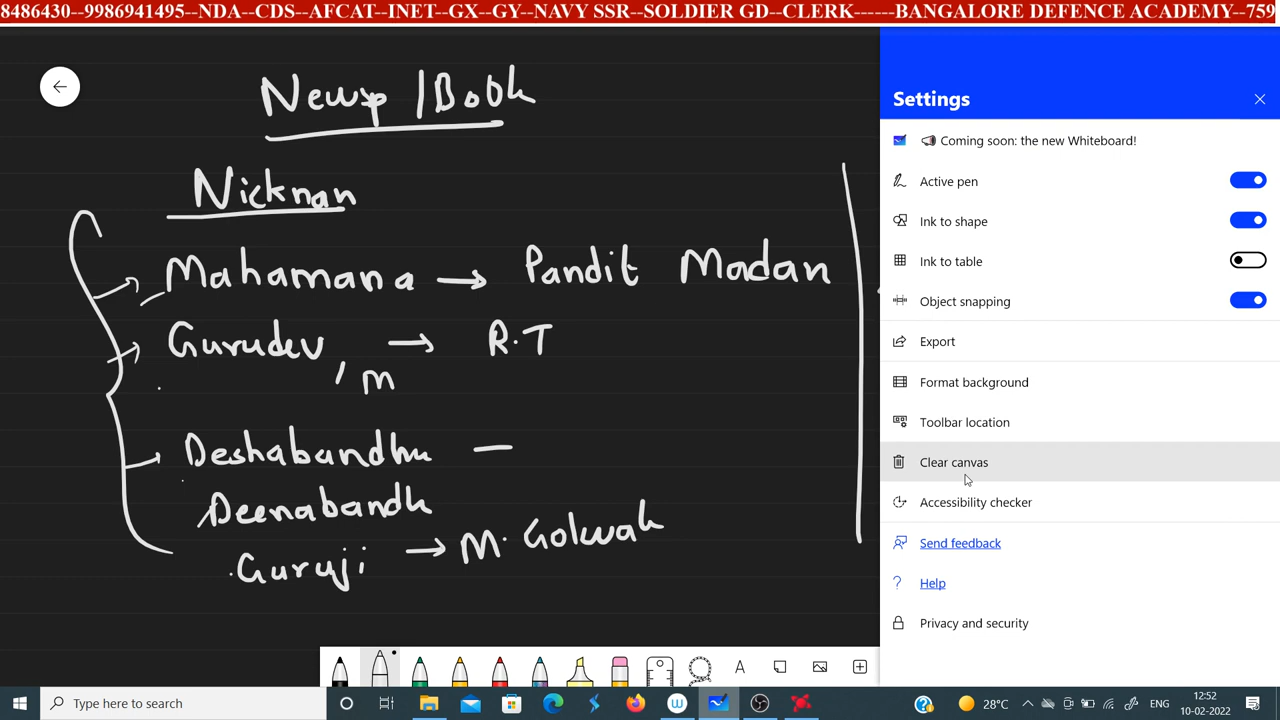 8486430--9986941495--NDA--CDS--AFCAT--INET--GX--GY--NAVY SSR--SOLDIER GD--CLERK------BANGALORE DEFENCE ACADEMY--759
Newsp / Book
Nicknam
Mahamana → Pandit Madan
Gurudev, → R.T
, m
Deshabandhu —
Deenabandh
Guruji → M. Golwalk
Settings
Coming soon: the new Whiteboard!
Active pen
Ink to shape
Ink to table
Object snapping
Export
Format background
Toolbar location
Clear canvas
Accessibility checker
Send feedback
Help
Privacy and security
Type here to search
28°C
ENG
12:52
10-02-2022